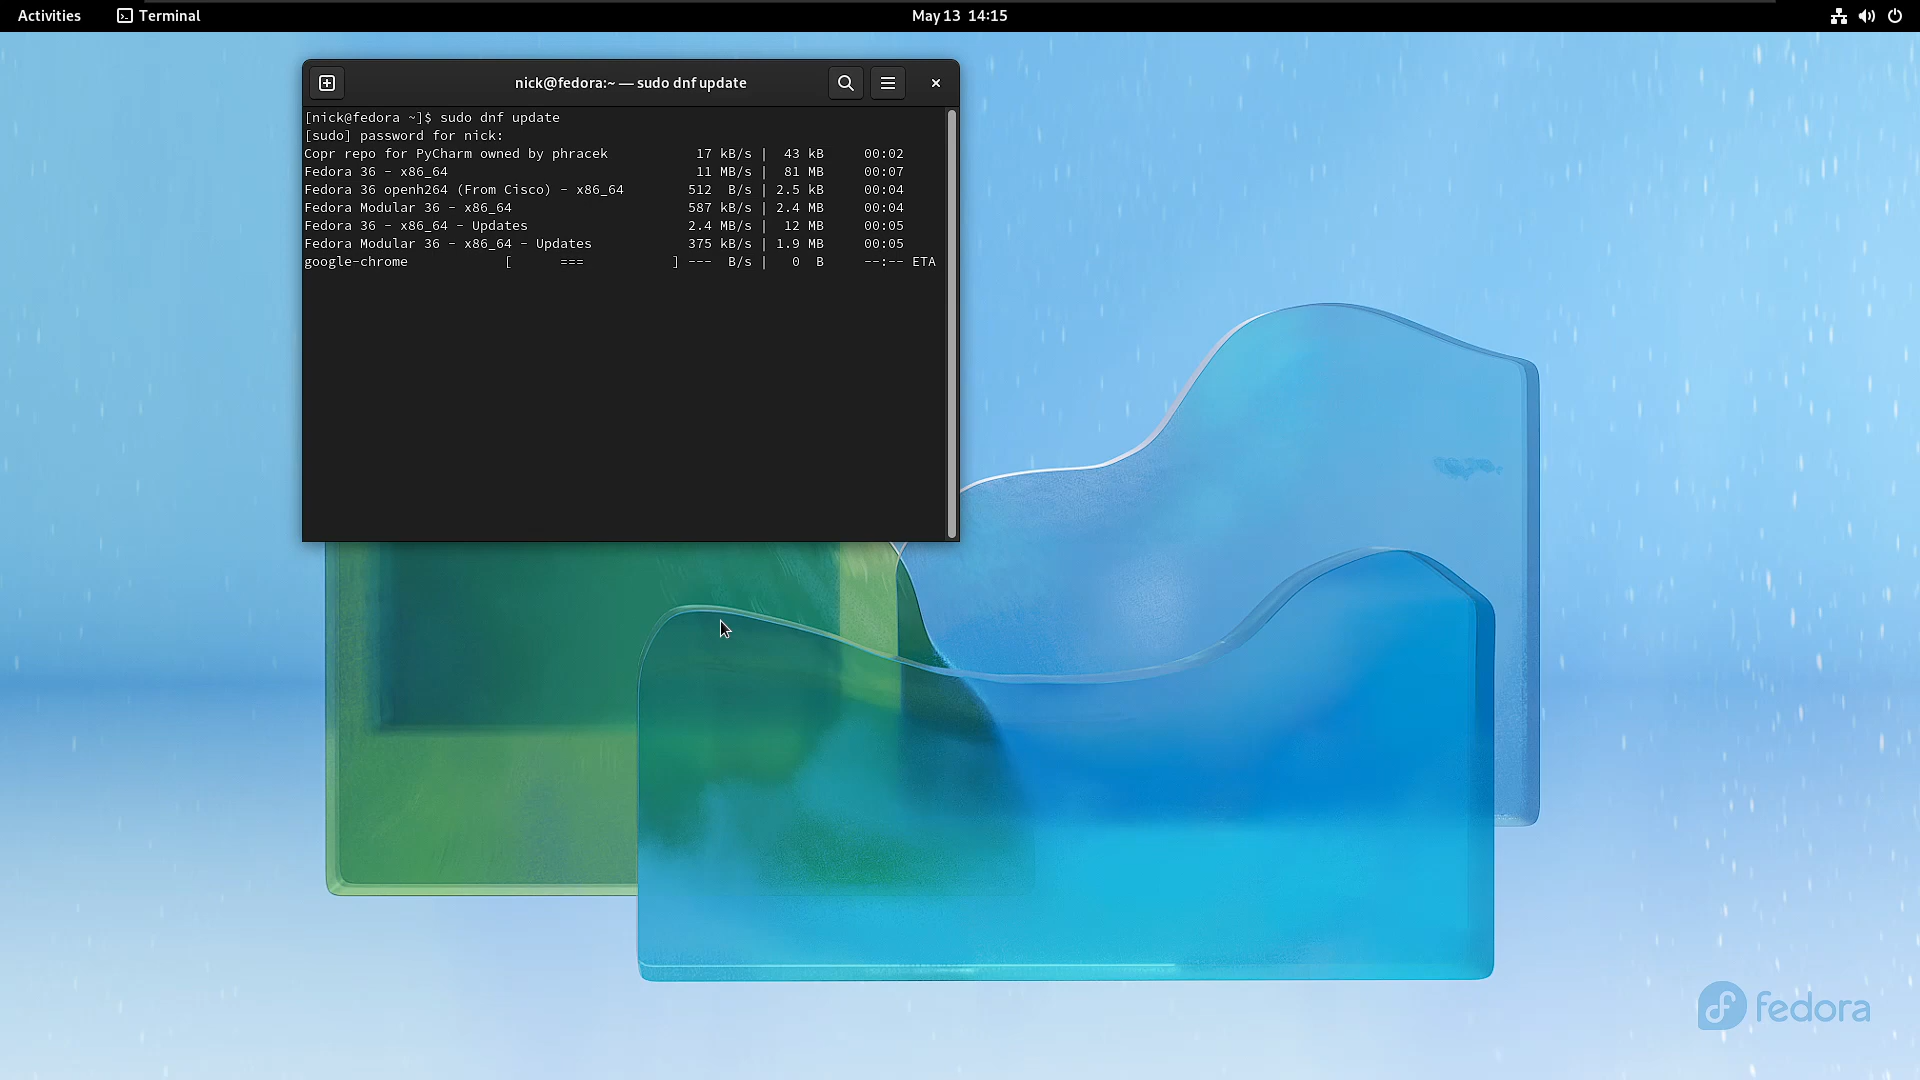 Activities Terminal May 13 14:15
nick@fedora:~ — sudo dnf update
[nick@fedora ~]$ sudo dnf update
[sudo] password for nick:
Copr repo for PyCharm owned by phracek 17 kB/s | 43 kB 00:02
Fedora 36 - x86_64 11 MB/s | 81 MB 00:07
Fedora 36 openh264 (From Cisco) - x86_64 512 B/s | 2.5 kB 00:04
Fedora Modular 36 - x86_64 587 kB/s | 2.4 MB 00:04
Fedora 36 - x86_64 - Updates 2.4 MB/s | 12 MB 00:05
Fedora Modular 36 - x86_64 - Updates 375 kB/s | 1.9 MB 00:05
google-chrome [ === ] --- B/s | 0 B --:-- ETA
fedora